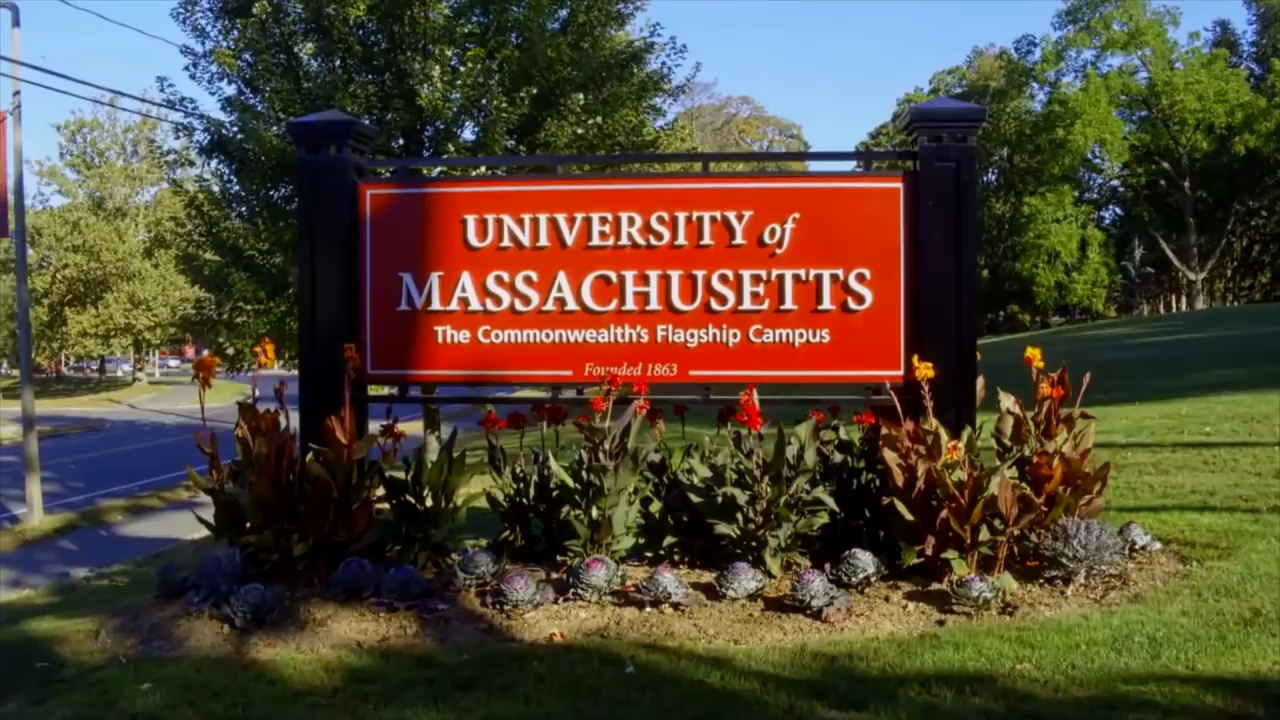 UNIVERSITY of
MASSACHUSETTS
The Commonwealth's Flagship Campus
Founded 1863